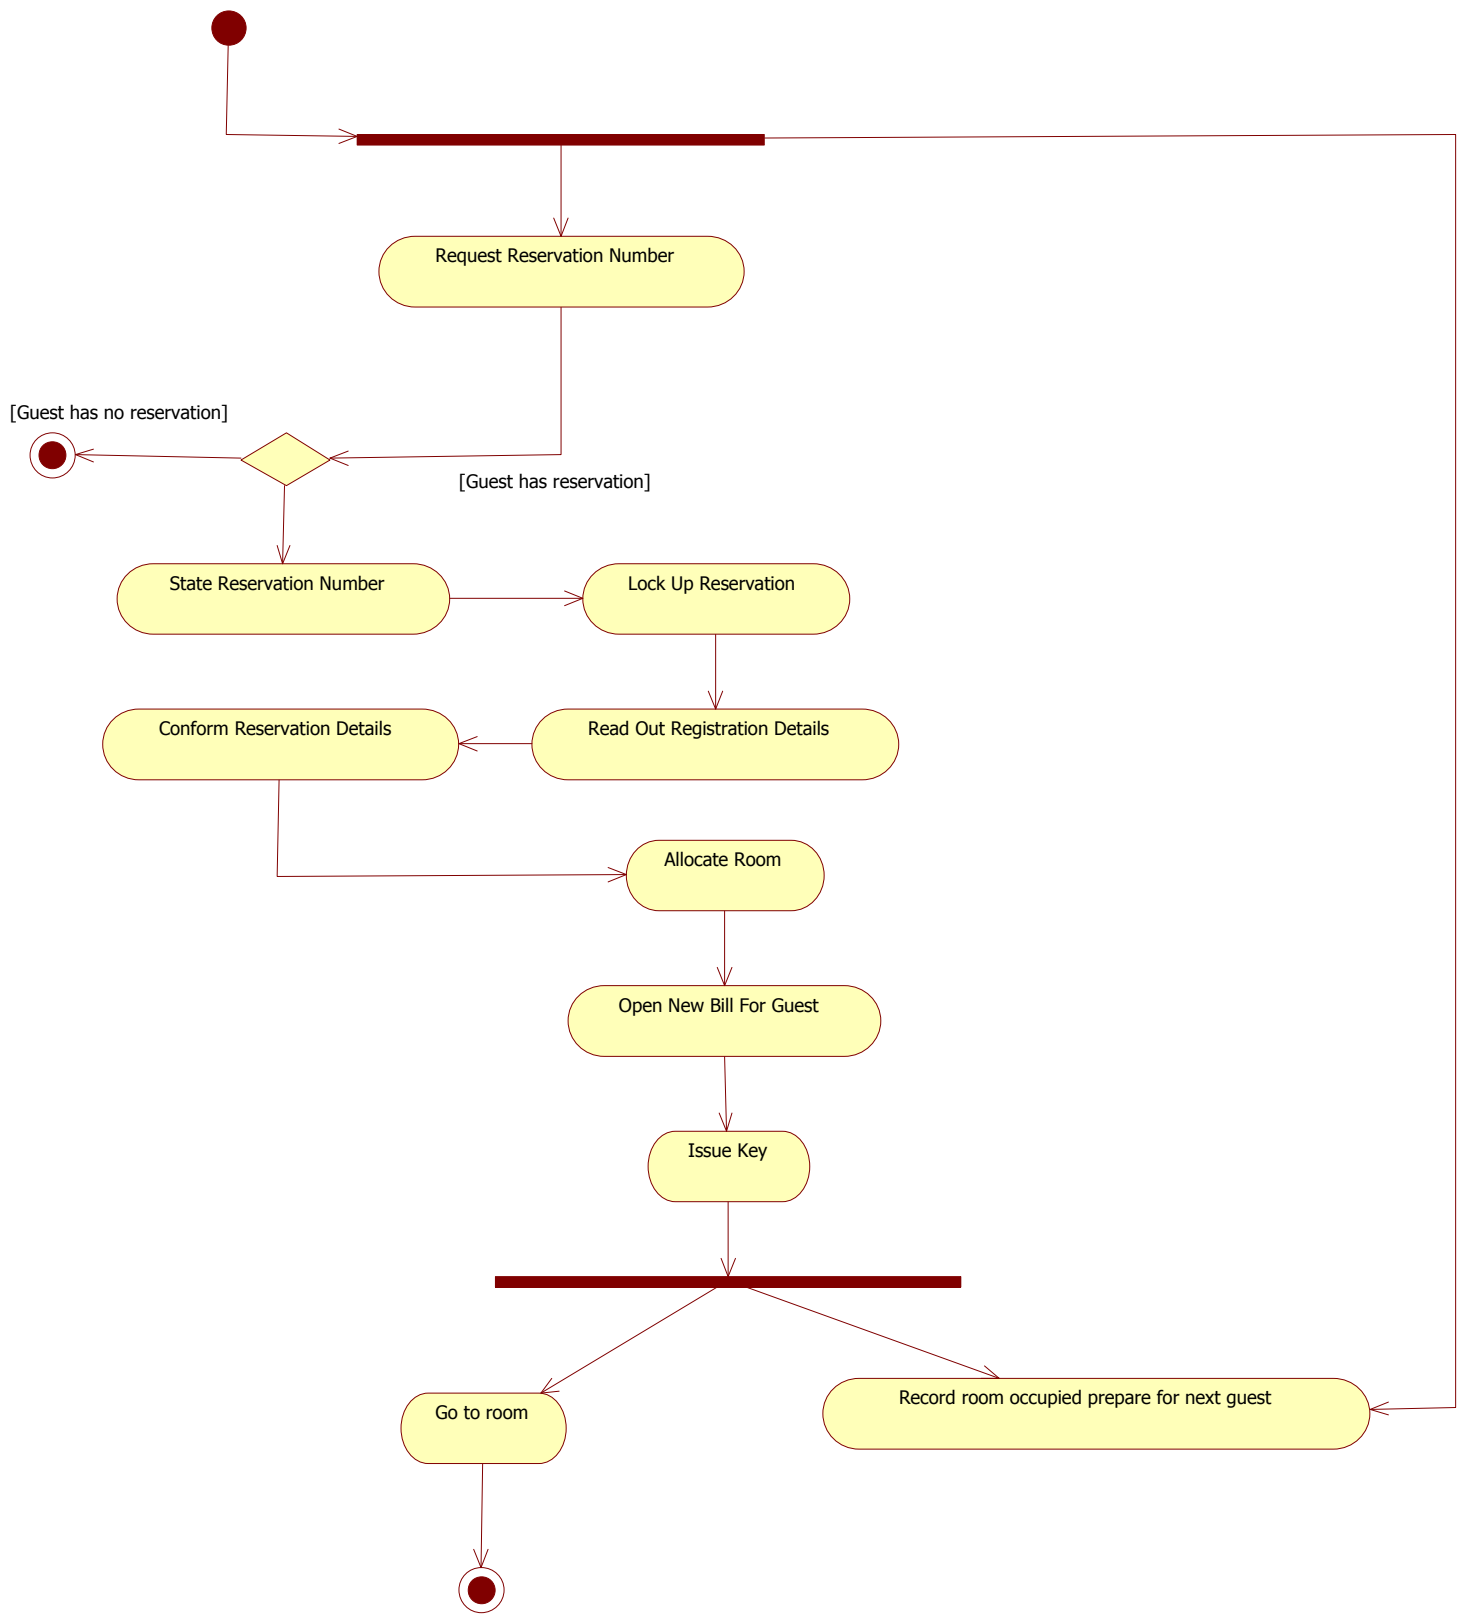 Request Reservation Number
[Guest has no reservation]
[Guest has reservation]
State Reservation Number
Lock Up Reservation
Conform Reservation Details
Read Out Registration Details
Allocate Room
Open New Bill For Guest
Issue Key
Go to room
Record room occupied prepare for next guest